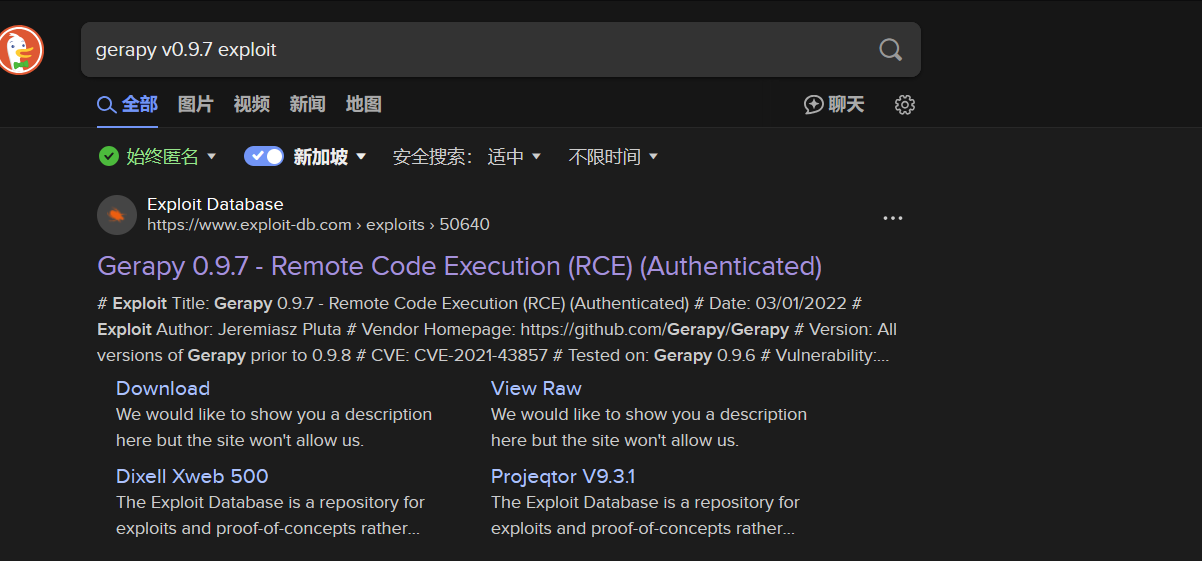 gerapy v0.9.7 exploit
全部 图片 视频 新闻 地图 聊天
始终匿名 新加坡 安全搜索： 适中 不限时间
Exploit Database
https://www.exploit-db.com › exploits › 50640
Gerapy 0.9.7 - Remote Code Execution (RCE) (Authenticated)
# Exploit Title: Gerapy 0.9.7 - Remote Code Execution (RCE) (Authenticated) # Date: 03/01/2022 #
Exploit Author: Jeremiasz Pluta # Vendor Homepage: https://github.com/Gerapy/Gerapy # Version: All
versions of Gerapy prior to 0.9.8 # CVE: CVE-2021-43857 # Tested on: Gerapy 0.9.6 # Vulnerability:...
Download
We would like to show you a description
here but the site won't allow us.
View Raw
We would like to show you a description
here but the site won't allow us.
Dixell Xweb 500
The Exploit Database is a repository for
exploits and proof-of-concepts rather...
Projeqtor V9.3.1
The Exploit Database is a repository for
exploits and proof-of-concepts rather...